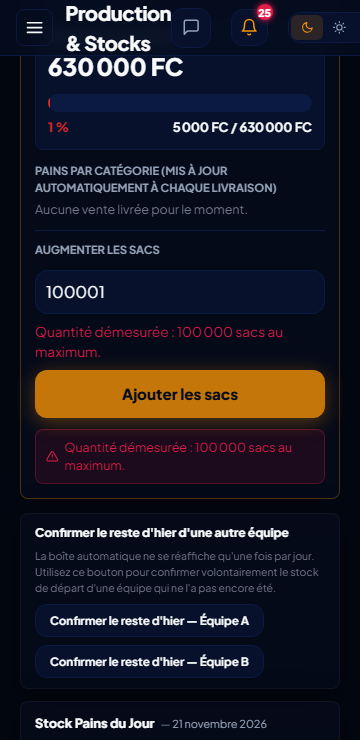 Production
& Stocks
25
630 000 FC
1 %
5 000 FC / 630 000 FC
PAINS PAR CATÉGORIE (MIS À JOUR
AUTOMATIQUEMENT À CHAQUE LIVRAISON)
Aucune vente livrée pour le moment.
AUGMENTER LES SACS
100001
Quantité démesurée : 100 000 sacs au
maximum.
Ajouter les sacs
Quantité démesurée : 100 000 sacs au
maximum.
Confirmer le reste d'hier d'une autre équipe
La boîte automatique ne se réaffiche qu'une fois par jour.
Utilisez ce bouton pour confirmer volontairement le stock
de départ d'une équipe qui ne l'a pas encore été.
Confirmer le reste d'hier — Équipe A
Confirmer le reste d'hier — Équipe B
Stock Pains du Jour — 21 novembre 2026